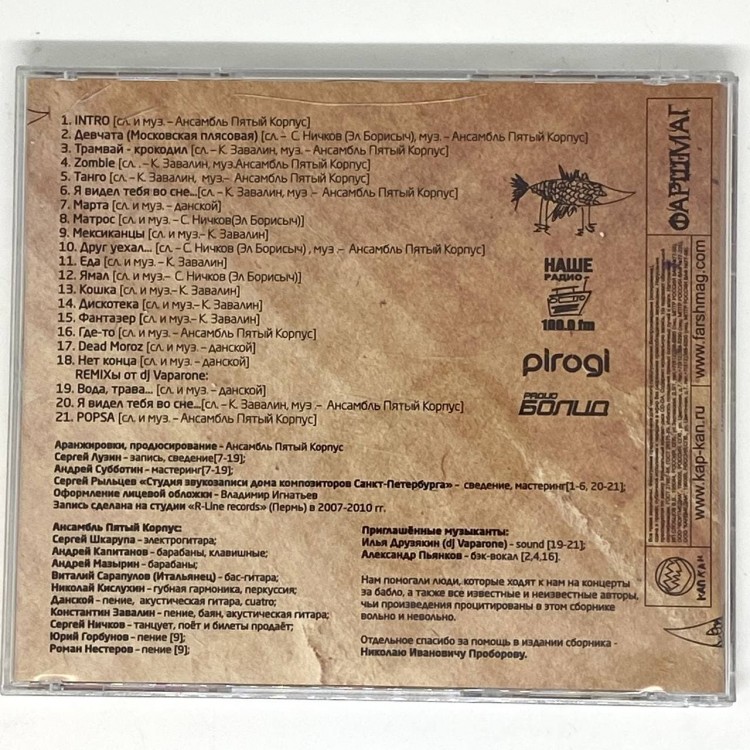 1. INTRO [сл. и муз. – Ансамбль Пятый Корпус]
2. Девчата (Московская плясовая) [сл. – С. Ничков (Эл Борисыч), муз. – Ансамбль Пятый Корпус]
3. Трамвай - крокодил [сл. – К. Завалин, муз. – Ансамбль Пятый Корпус]
4. Zombie [сл. . – К. Завалин, муз.Ансамбль Пятый Корпус]
5. Танго [сл. – К. Завалин, муз. – Ансамбль Пятый Корпус]
6. Я видел тебя во сне...[сл. – К. Завалин, муз .– Ансамбль Пятый Корпус]
7. Марта [сл. и муз. – данской]
8. Матрос [сл. и муз.– С. Ничков(Эл Борисыч)]
9. Мексиканцы [сл. и муз.– К. Завалин]
10. Друг уехал... [сл. – С. Ничков (Эл Борисыч) , муз .– Ансамбль Пятый Корпус]
11. Еда [сл. и муз.– К. Завалин]
12. Ямал [сл. и муз.– С. Ничков (Эл Борисыч)]
13. Кошка [сл. и муз.– К. Завалин]
14. Дискотека [сл. и муз.– К. Завалин]
15. Фантазер [сл. и муз.– К. Завалин]
16. Где-то [сл. и муз.– Ансамбль Пятый Корпус]
17. Dead Moroz [сл. и муз. – данской]
18. Нет конца [сл. и муз. – данской]
REMIXы от dj Vaparone:
19. Вода, трава... [сл. и муз. – данской]
20. Я видел тебя во сне...[сл. – К. Завалин, муз. – Ансамбль Пятый Корпус]
21. POPSA [сл. и муз. – Ансамбль Пятый Корпус]
Аранжировки, продюсирование - Ансамбль Пятый Корпус
Сергей Лузин - запись, сведение[7-19];
Андрей Субботин - мастеринг[7-19];
Сергей Рыльцев «Студия звукозаписи дома композиторов Санкт-Петербурга» - сведение, мастеринг[1-6, 20-21];
Оформление лицевой обложки - Владимир Игнатьев
Запись сделана на студии «R-Line records» (Пермь) в 2007-2010 гг.
Ансамбль Пятый Корпус:
Сергей Шкарупа - электрогитара;
Андрей Капитанов - барабаны, клавишные;
Андрей Мазырин - барабаны;
Виталий Сарапулов (Итальянец) - бас-гитара;
Николай Кислухин - губная гармоника, перкуссия;
Данской - пение, акустическая гитара, cuatro;
Константин Завалин - пение, баян, акустическая гитара;
Сергей Ничков - танцует, поёт и билеты продаёт;
Юрий Горбунов - пение [9];
Роман Нестеров - пение [9];
Приглашённые музыканты:
Илья Друзякин (dj Vaparone) - sound [19-21];
Александр Пьянков - бэк-вокал [2,4,16].
Нам помогали люди, которые ходят к нам на концерты
за бабло, а также все известные и неизвестные авторы,
чьи произведения процитированы в этом сборнике
вольно и невольно.
Отдельное спасибо за помощь в издании сборника -
Николаю Ивановичу Проборову.
НАШЕ
РАДИО
100.0 fm
pirogi
PROUD
БОЛИД
ФАРШМАГ
www.farshmag.com
www.kap-kan.ru
КАПКАН